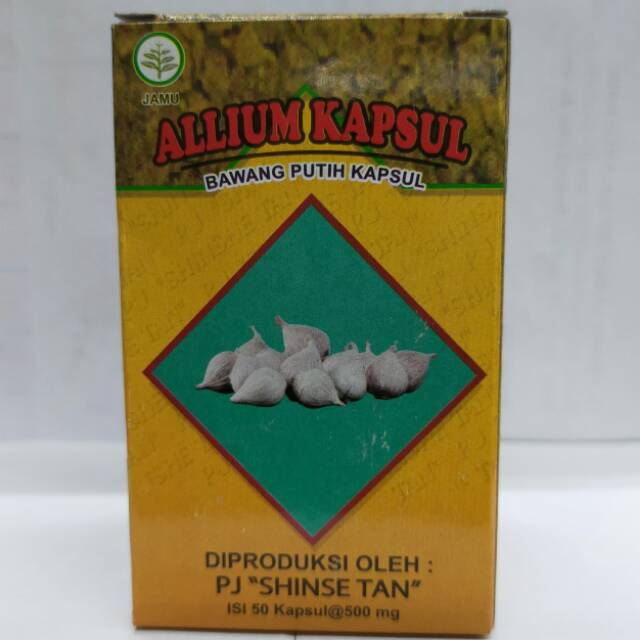 JAMU
ALLIUM KAPSUL
BAWANG PUTIH KAPSUL
DIPRODUKSI OLEH :
PJ "SHINSE TAN"
ISI 50 Kapsul@500 mg